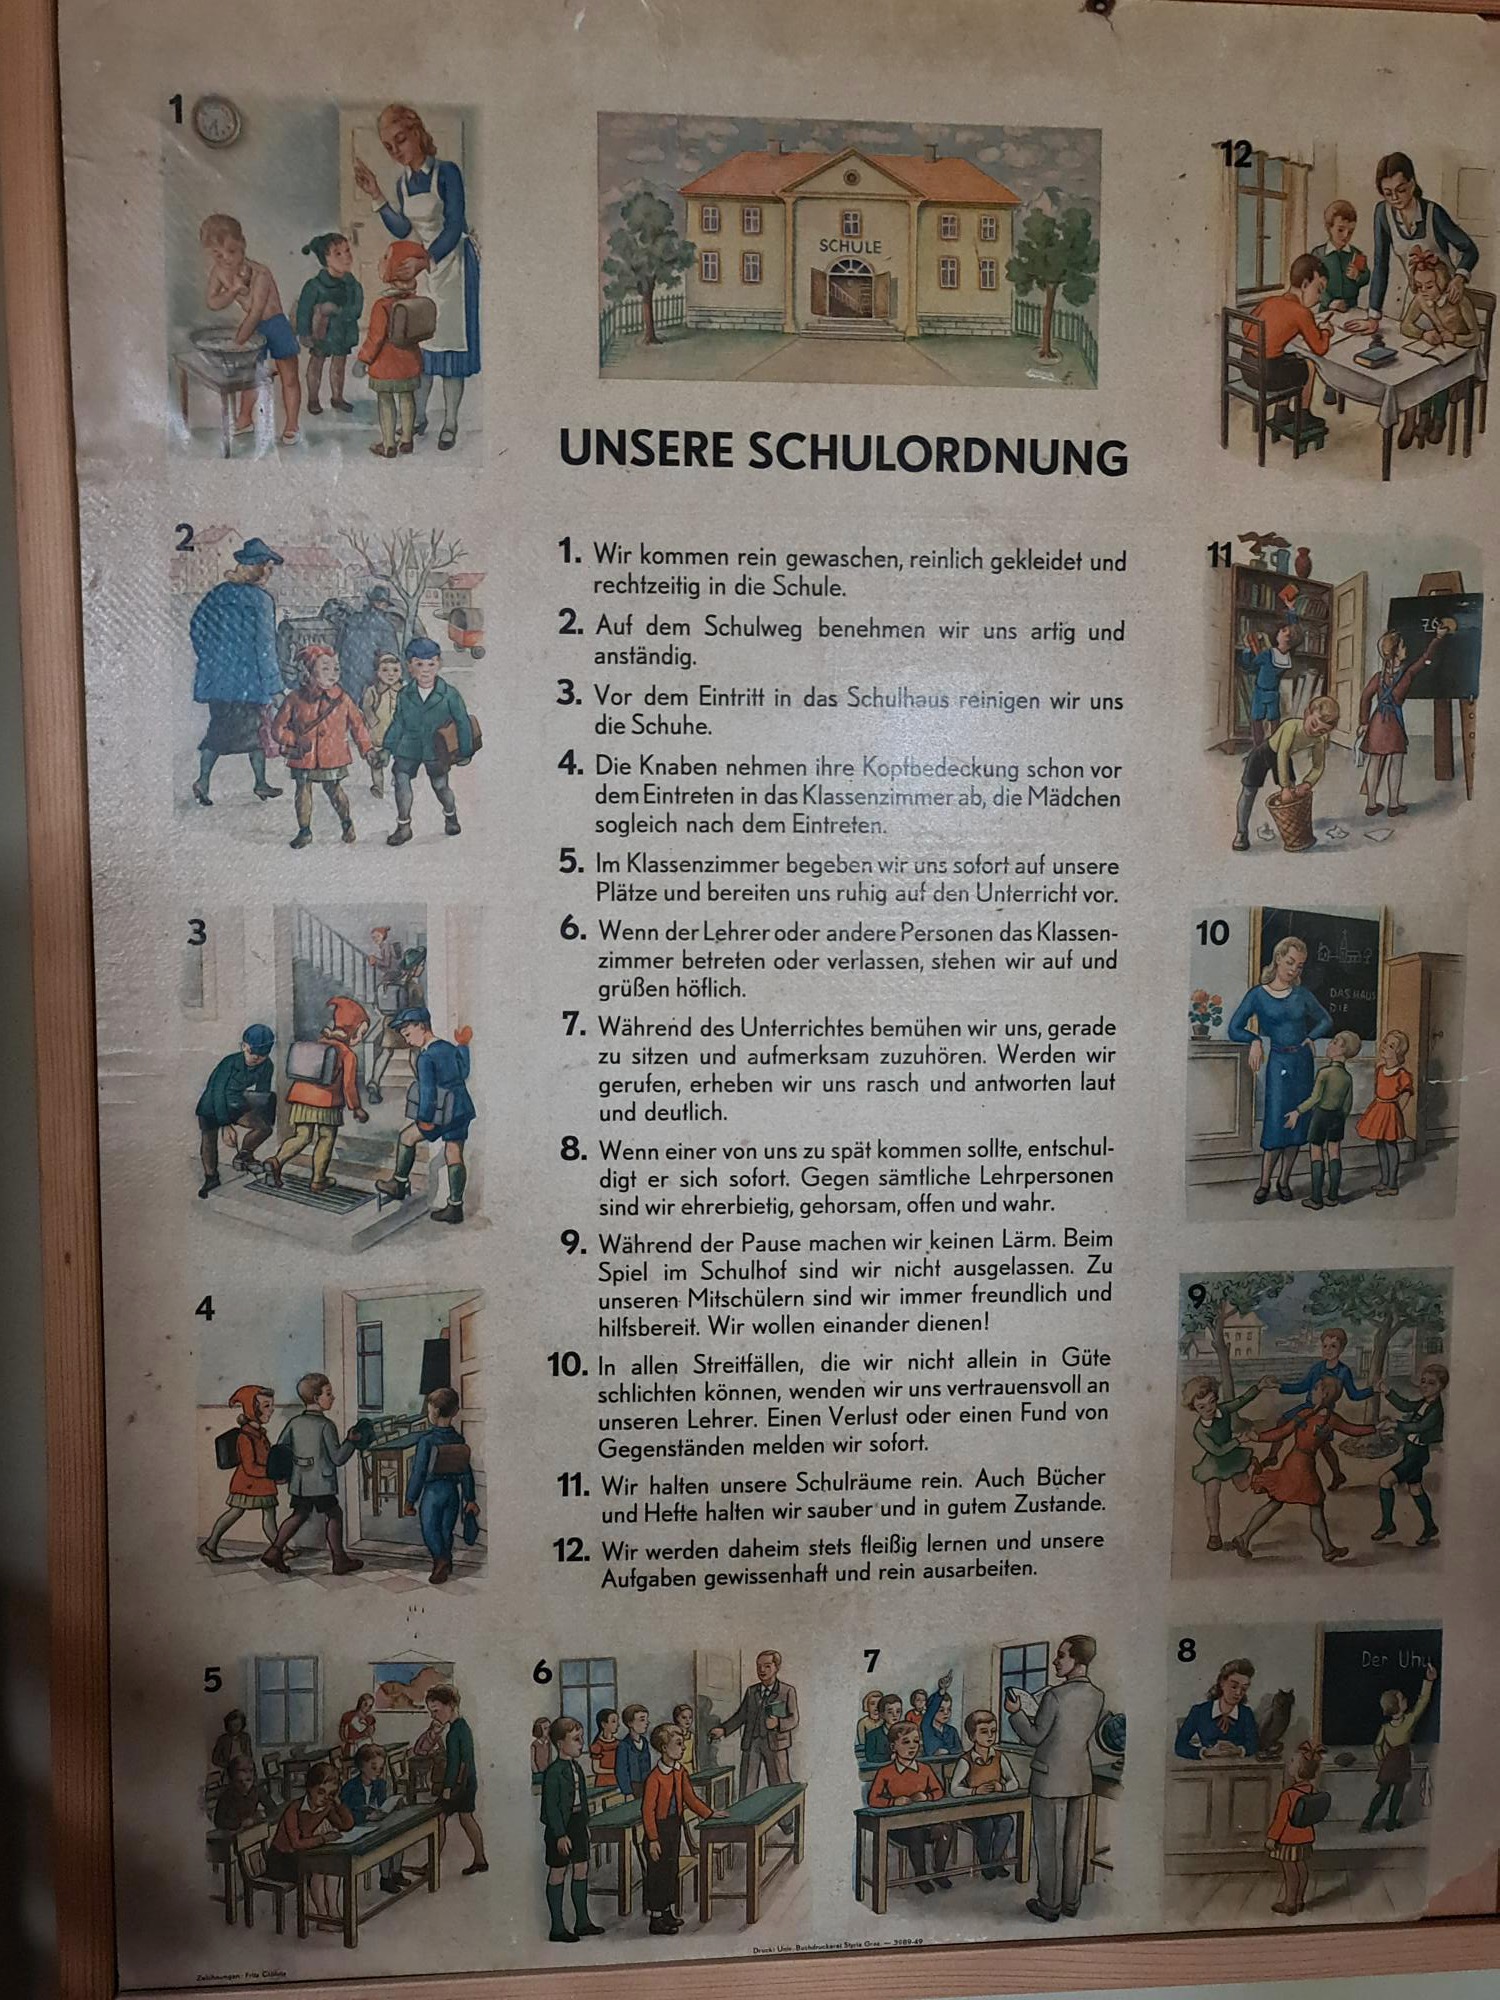 1
12
SCHULE
UNSERE SCHULORDNUNG
2
1. Wir kommen rein gewaschen, reinlich gekleidet und
rechtzeitig in die Schule.
2. Auf dem Schulweg benehmen wir uns artig und
anständig.
3. Vor dem Eintritt in das Schulhaus reinigen wir uns
die Schuhe.
4. Die Knaben nehmen ihre Kopfbedeckung schon vor
dem Eintreten in das Klassenzimmer ab, die Mädchen
sogleich nach dem Eintreten.
5. Im Klassenzimmer begeben wir uns sofort auf unsere
Plätze und bereiten uns ruhig auf den Unterricht vor.
6. Wenn der Lehrer oder andere Personen das Klassen-
zimmer betreten oder verlassen, stehen wir auf und
grüßen höflich.
7. Während des Unterrichtes bemühen wir uns, gerade
zu sitzen und aufmerksam zuzuhören. Werden wir
gerufen, erheben wir uns rasch und antworten laut
und deutlich.
8. Wenn einer von uns zu spät kommen sollte, entschul-
digt er sich sofort. Gegen sämtliche Lehrpersonen
sind wir ehrerbietig, gehorsam, offen und wahr.
9. Während der Pause machen wir keinen Lärm. Beim
Spiel im Schulhof sind wir nicht ausgelassen. Zu
unseren Mitschülern sind wir immer freundlich und
hilfsbereit. Wir wollen einander dienen!
10. In allen Streitfällen, die wir nicht allein in Güte
schlichten können, wenden wir uns vertrauensvoll an
unseren Lehrer. Einen Verlust oder einen Fund von
Gegenständen melden wir sofort.
11. Wir halten unsere Schulräume rein. Auch Bücher
und Hefte halten wir sauber und in gutem Zustande.
12. Wir werden daheim stets fleißig lernen und unsere
Aufgaben gewissenhaft und rein ausarbeiten.
11
76
3
10
DAS HAUS
DIE
4
9
5
6
7
8
Der Uhu
Druck: Univ.-Buchdruckerei Styria Graz — 3989-49
Zeichnungen: Fritz